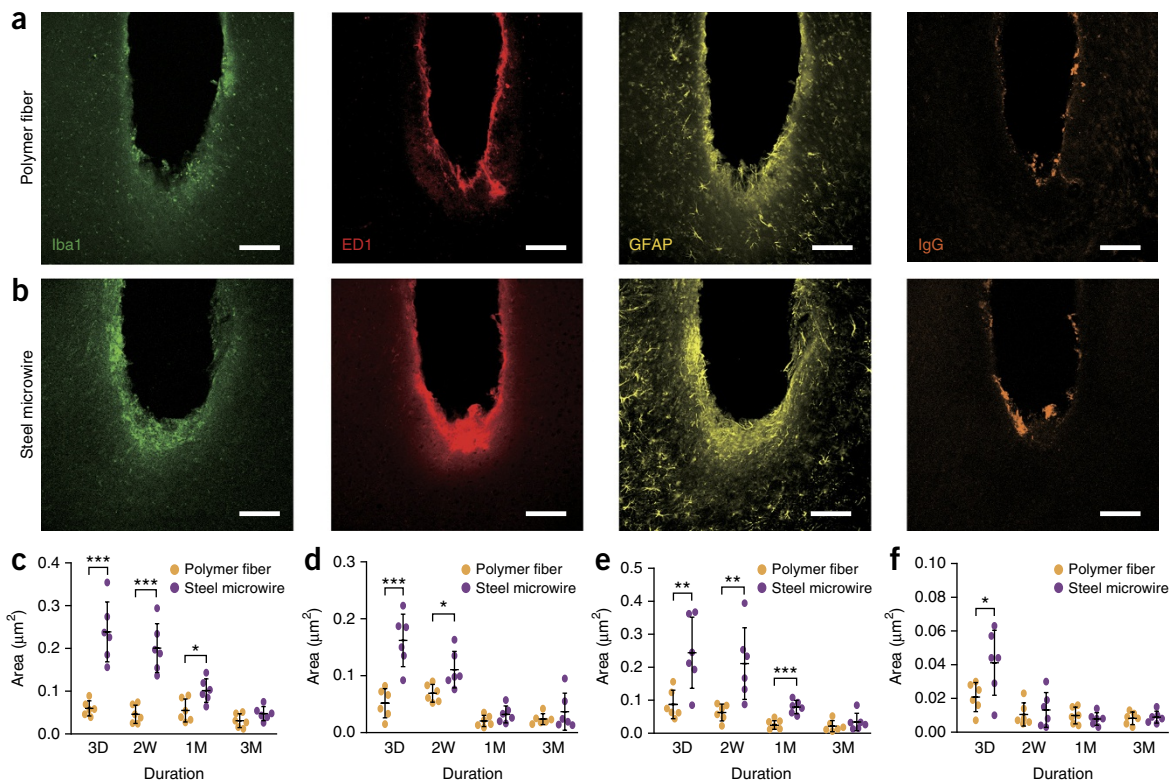 a
Polymer fiber
Iba1
ED1
GFAP
IgG
b
Steel microwire
c
0.4
0.3
0.2
0.1
0.0
Area (μm²)
***
***
*
Polymer fiber
Steel microwire
3D 2W 1M 3M
Duration
d
0.3
0.2
0.1
0.0
Area (μm²)
***
*
Polymer fiber
Steel microwire
3D 2W 1M 3M
Duration
e
0.5
0.4
0.3
0.2
0.1
0.0
Area (μm²)
**
**
***
Polymer fiber
Steel microwire
3D 2W 1M 3M
Duration
f
0.10
0.08
0.06
0.04
0.02
0.00
Area (μm²)
*
Polymer fiber
Steel microwire
3D 2W 1M 3M
Duration